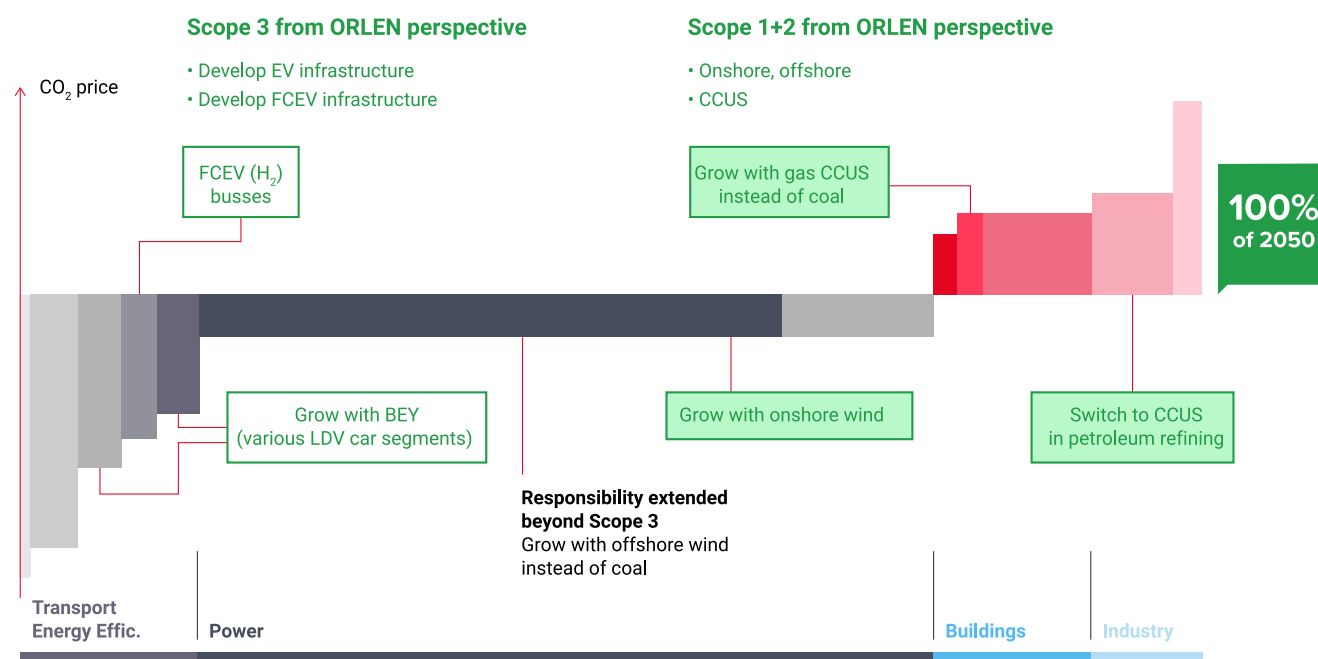 Scope 3 from ORLEN perspective
• Develop EV infrastructure
• Develop FCEV infrastructure
Scope 1+2 from ORLEN perspective
• Onshore, offshore
• CCUS
CO₂ price
FCEV (H₂)
busses
Grow with gas CCUS
instead of coal
100%
of 2050
Grow with BEY
(various LDV car segments)
Grow with onshore wind
Switch to CCUS
in petroleum refining
Responsibility extended
beyond Scope 3
Grow with offshore wind
instead of coal
Transport
Energy Effic.
Power
Buildings
Industry